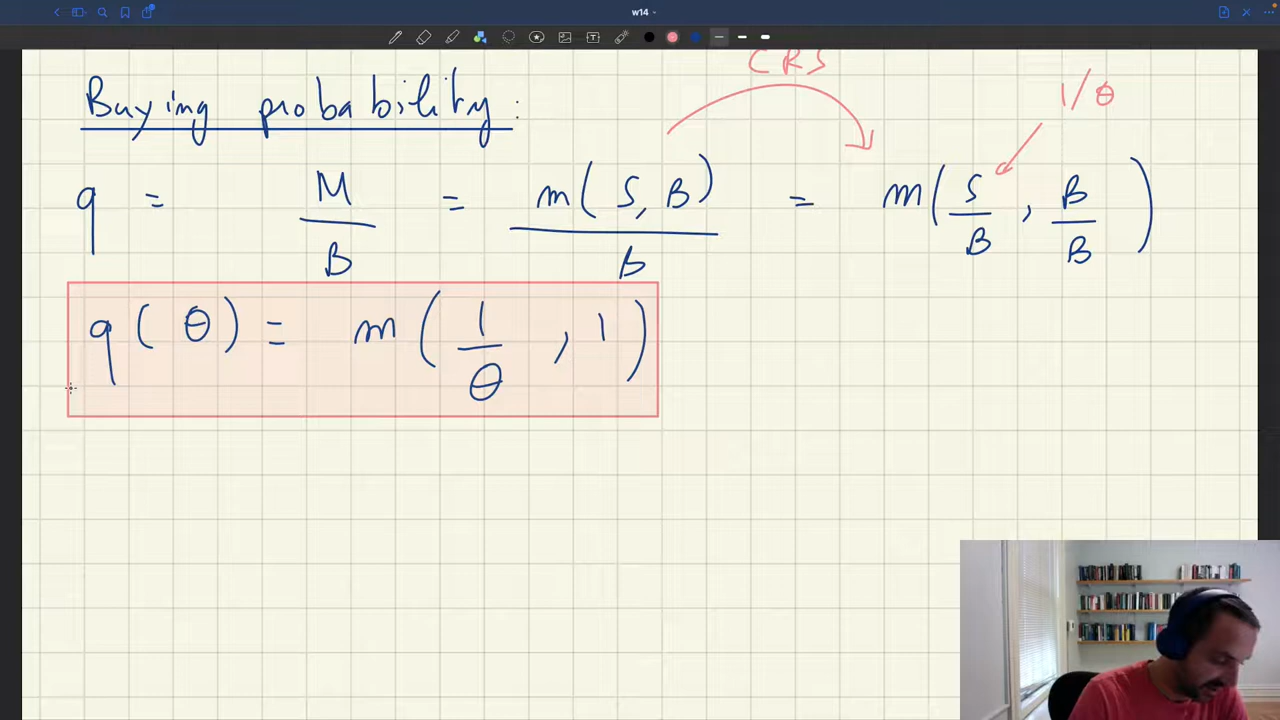 w14
CRS
1/θ
Buying probability:
q = M/B = m(S, B)/B = m(S/B, B/B)
q(θ) = m(1/θ, 1)